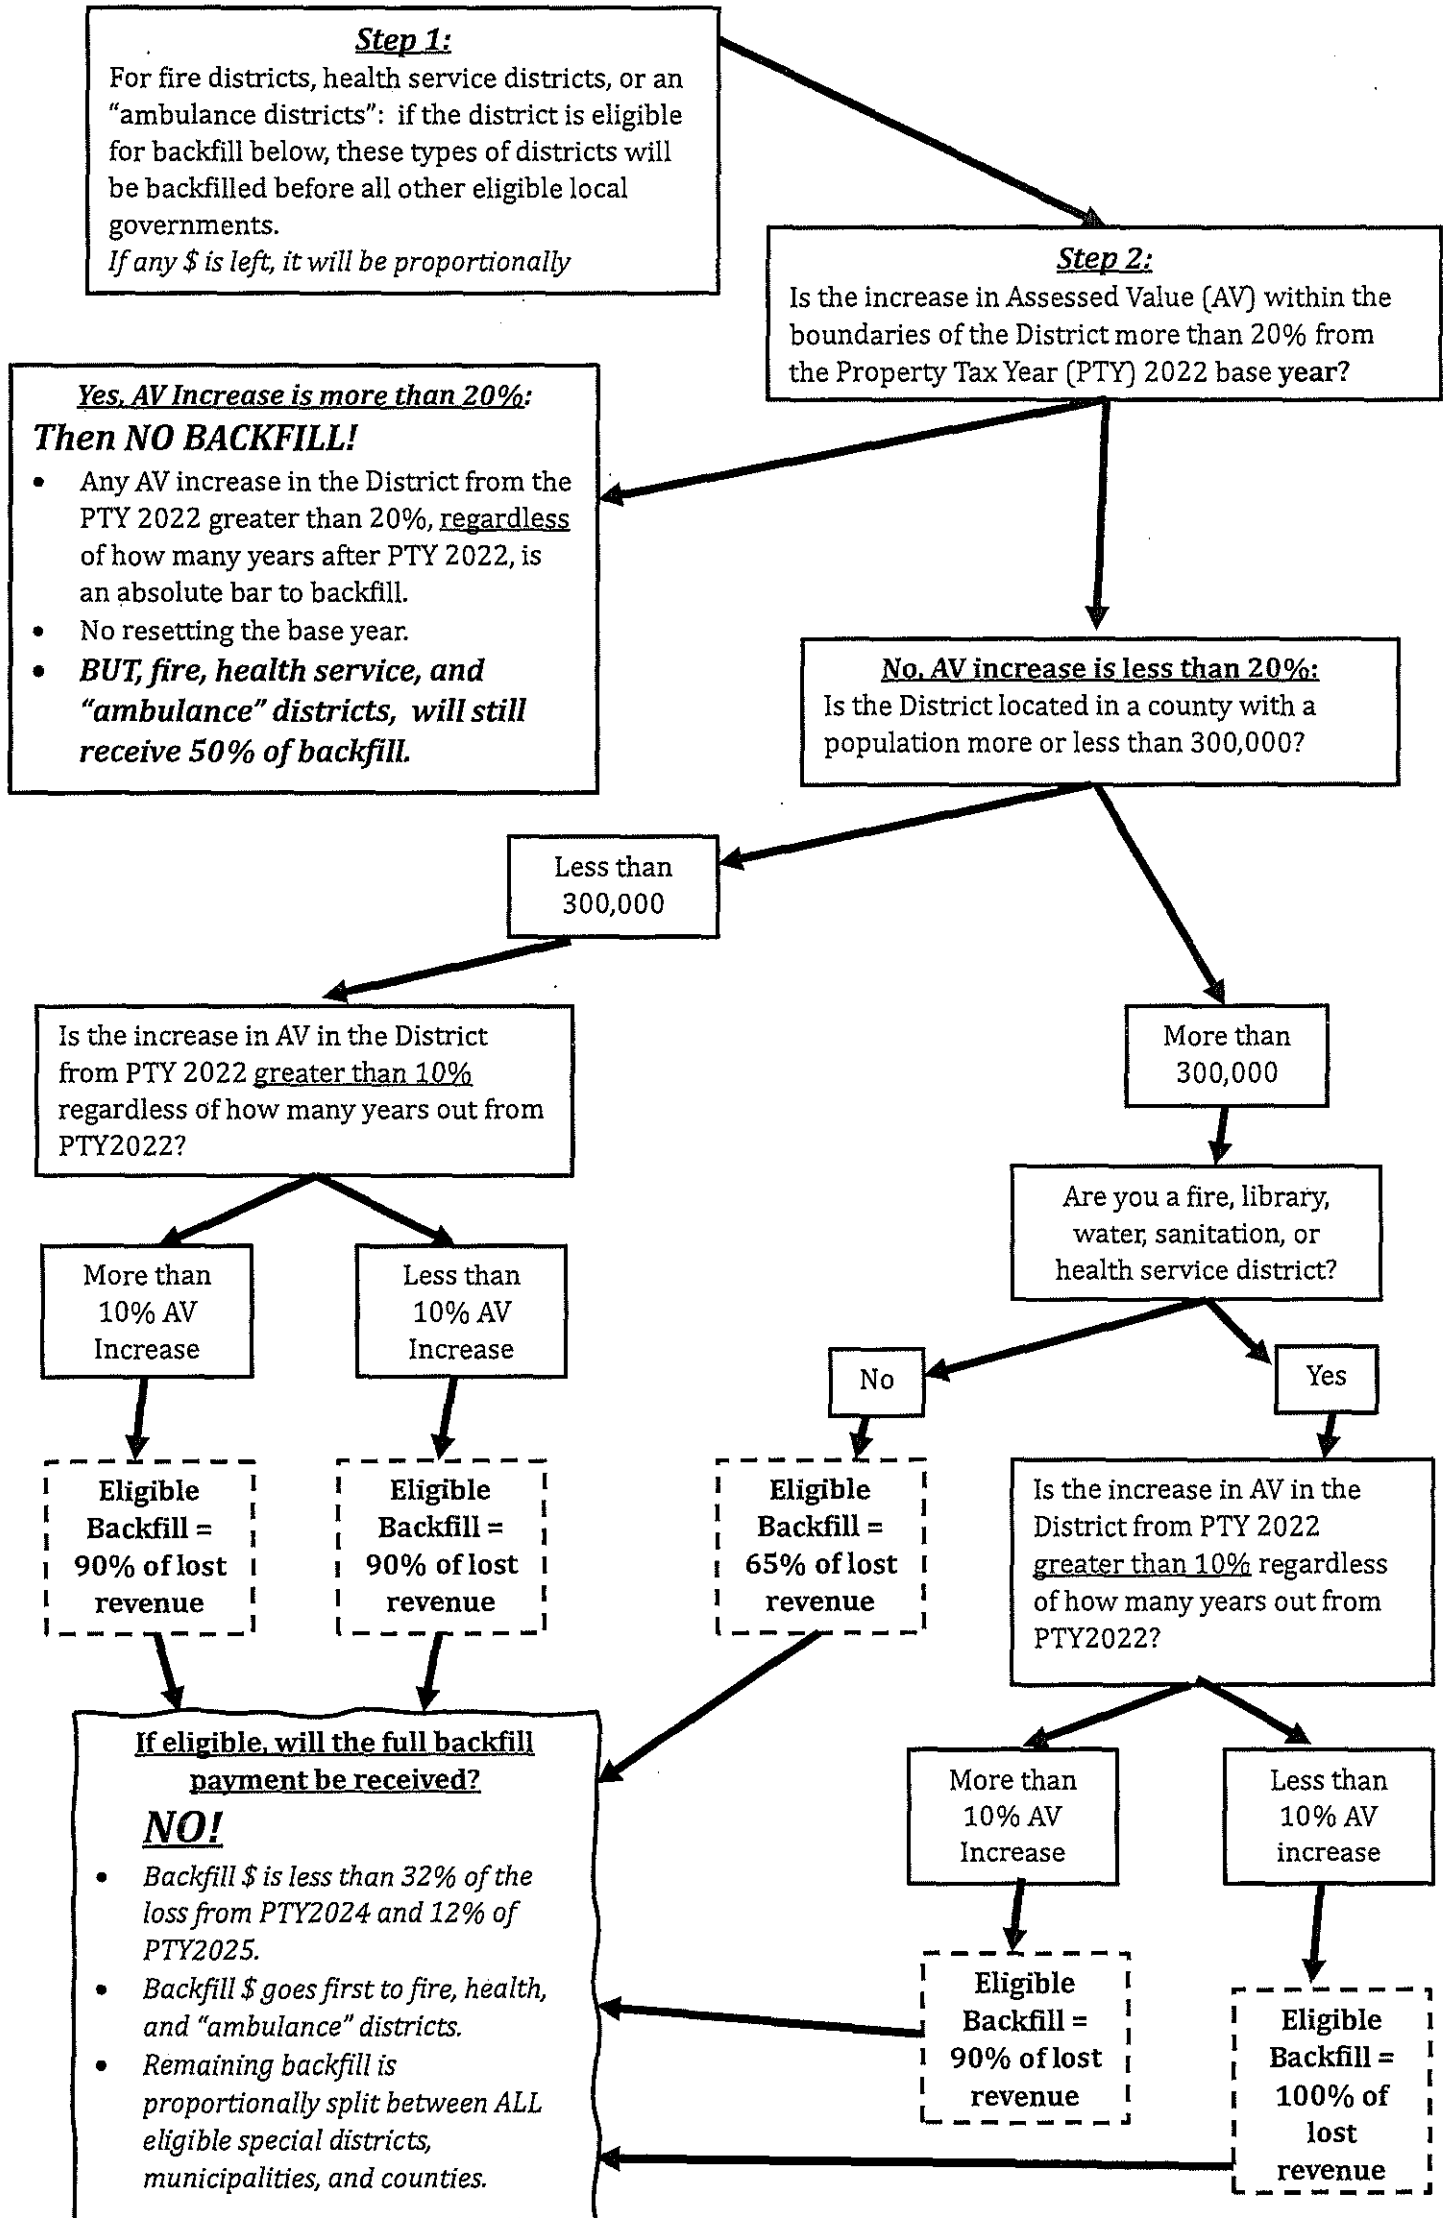 Step 1:
For fire districts, health service districts, or an
“ambulance districts”: if the district is eligible
for backfill below, these types of districts will
be backfilled before all other eligible local
governments.
If any $ is left, it will be proportionally
Step 2:
Is the increase in Assessed Value (AV) within the
boundaries of the District more than 20% from
the Property Tax Year (PTY) 2022 base year?
Yes, AV Increase is more than 20%:
Then NO BACKFILL!
• Any AV increase in the District from the
PTY 2022 greater than 20%, regardless
of how many years after PTY 2022, is
an absolute bar to backfill.
• No resetting the base year.
• BUT, fire, health service, and
“ambulance” districts, will still
receive 50% of backfill.
No, AV increase is less than 20%:
Is the District located in a county with a
population more or less than 300,000?
Less than
300,000
Is the increase in AV in the District
from PTY 2022 greater than 10%
regardless of how many years out from
PTY2022?
More than
300,000
Are you a fire, library,
water, sanitation, or
health service district?
More than
10% AV
Increase
Less than
10% AV
Increase
No
Yes
Eligible
Backfill =
90% of lost
revenue
Eligible
Backfill =
90% of lost
revenue
Eligible
Backfill =
65% of lost
revenue
Is the increase in AV in the
District from PTY 2022
greater than 10% regardless
of how many years out from
PTY2022?
If eligible, will the full backfill
payment be received?
NO!
• Backfill $ is less than 32% of the
loss from PTY2024 and 12% of
PTY2025.
• Backfill $ goes first to fire, health,
and “ambulance” districts.
• Remaining backfill is
proportionally split between ALL
eligible special districts,
municipalities, and counties.
More than
10% AV
Increase
Less than
10% AV
increase
Eligible
Backfill =
90% of lost
revenue
Eligible
Backfill =
100% of
lost
revenue